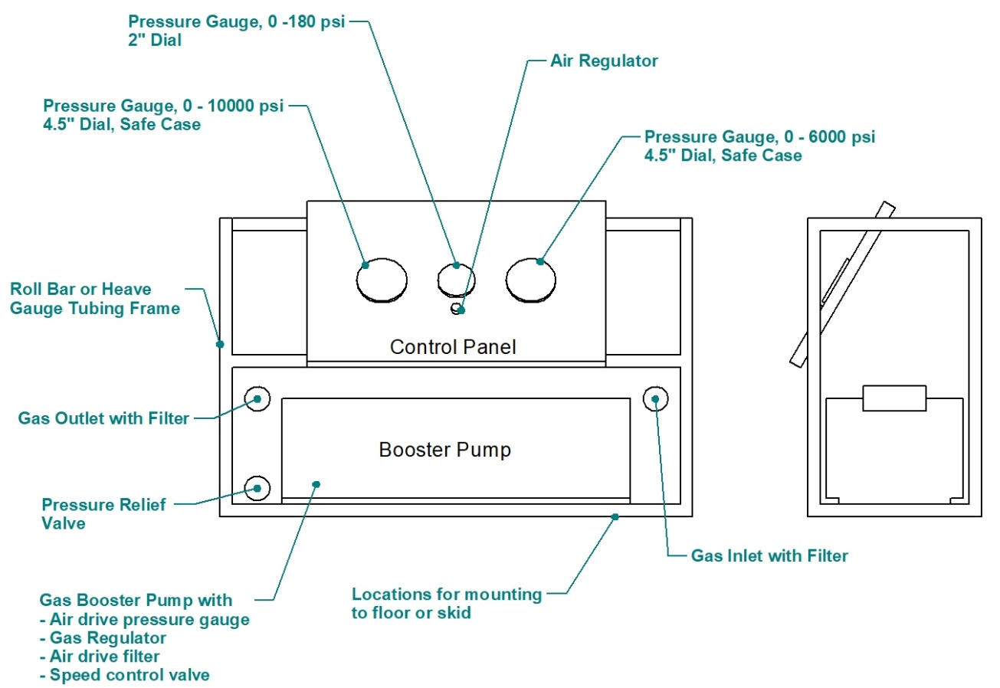 Pressure Gauge, 0 -180 psi
2" Dial
Air Regulator
Pressure Gauge, 0 - 10000 psi
4.5" Dial, Safe Case
Pressure Gauge, 0 - 6000 psi
4.5" Dial, Safe Case
Roll Bar or Heave
Gauge Tubing Frame
Control Panel
Gas Outlet with Filter
Booster Pump
Pressure Relief
Valve
Gas Inlet with Filter
Locations for mounting
to floor or skid
Gas Booster Pump with
- Air drive pressure gauge
- Gas Regulator
- Air drive filter
- Speed control valve